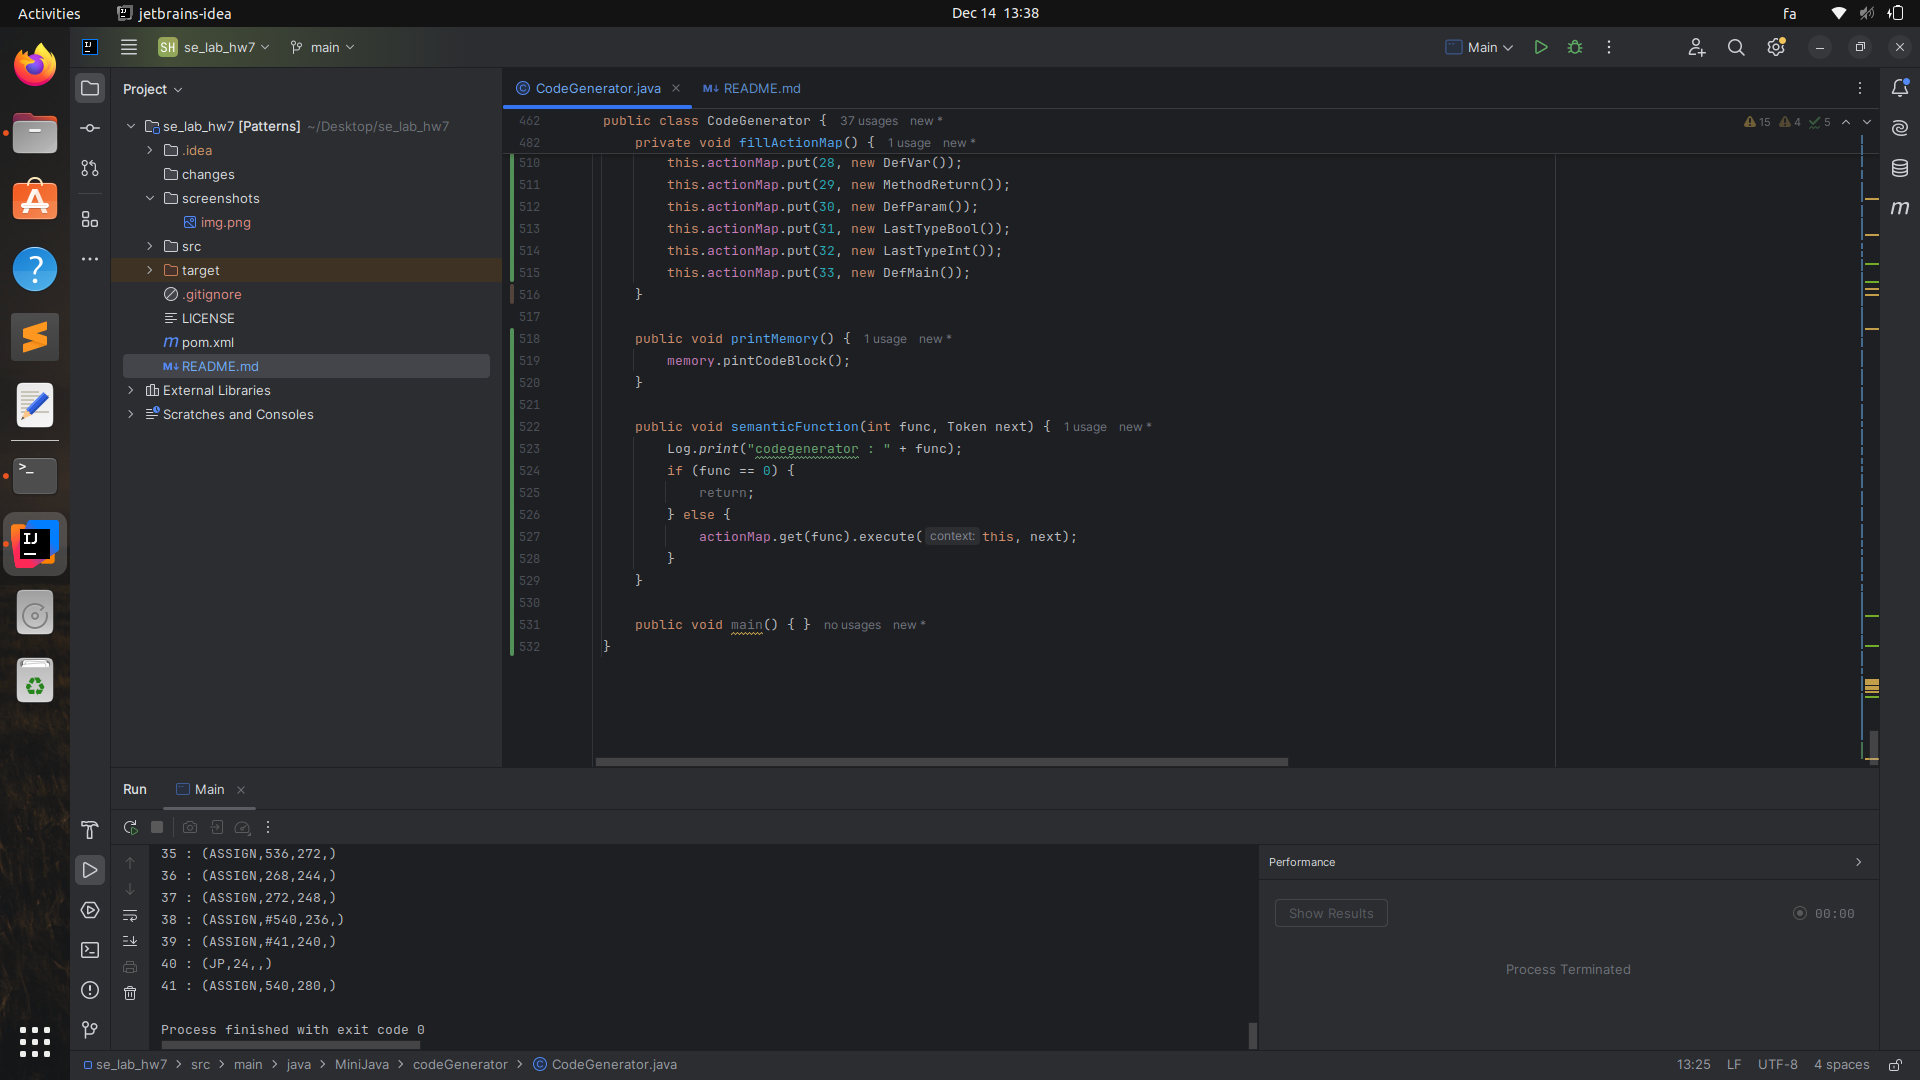 Activities
jetbrains-idea
Dec 14 13:38
fa
SH se_lab_hw7
main
Main
Project
se_lab_hw7 [Patterns] ~/Desktop/se_lab_hw7
.idea
changes
screenshots
img.png
src
target
.gitignore
LICENSE
m pom.xml
M↓ README.md
External Libraries
Scratches and Consoles
CodeGenerator.java
M↓ README.md
15 4 5
462 public class CodeGenerator { 37 usages new *
482 private void fillActionMap() { 1 usage new *
510 this.actionMap.put(28, new DefVar());
511 this.actionMap.put(29, new MethodReturn());
512 this.actionMap.put(30, new DefParam());
513 this.actionMap.put(31, new LastTypeBool());
514 this.actionMap.put(32, new LastTypeInt());
515 this.actionMap.put(33, new DefMain());
516 }
517
518 public void printMemory() { 1 usage new *
519 memory.pintCodeBlock();
520 }
521
522 public void semanticFunction(int func, Token next) { 1 usage new *
523 Log.print("codegenerator : " + func);
524 if (func == 0) {
525 return;
526 } else {
527 actionMap.get(func).execute( context: this, next);
528 }
529 }
530
531 public void main() { } no usages new *
532 }
Run
Main
35 : (ASSIGN,536,272,)
36 : (ASSIGN,268,244,)
37 : (ASSIGN,272,248,)
38 : (ASSIGN,#540,236,)
39 : (ASSIGN,#41,240,)
40 : (JP,24,,)
41 : (ASSIGN,540,280,)
Process finished with exit code 0
Performance
Show Results
00:00
Process Terminated
se_lab_hw7 > src > main > java > MiniJava > codeGenerator > CodeGenerator.java
13:25 LF UTF-8 4 spaces